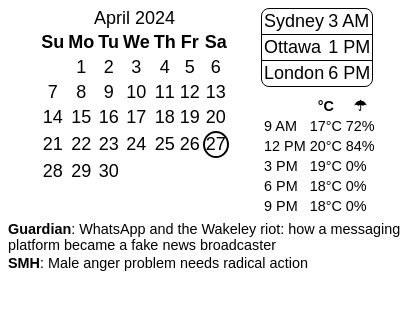 April 2024
Su Mo Tu We Th Fr Sa
1 2 3 4 5 6
7 8 9 10 11 12 13
14 15 16 17 18 19 20
21 22 23 24 25 26 27
28 29 30
Sydney 3 AM
Ottawa 1 PM
London 6 PM
°C ☂
9 AM 17°C 72%
12 PM 20°C 84%
3 PM 19°C 0%
6 PM 18°C 0%
9 PM 18°C 0%
Guardian: WhatsApp and the Wakeley riot: how a messaging
platform became a fake news broadcaster
SMH: Male anger problem needs radical action